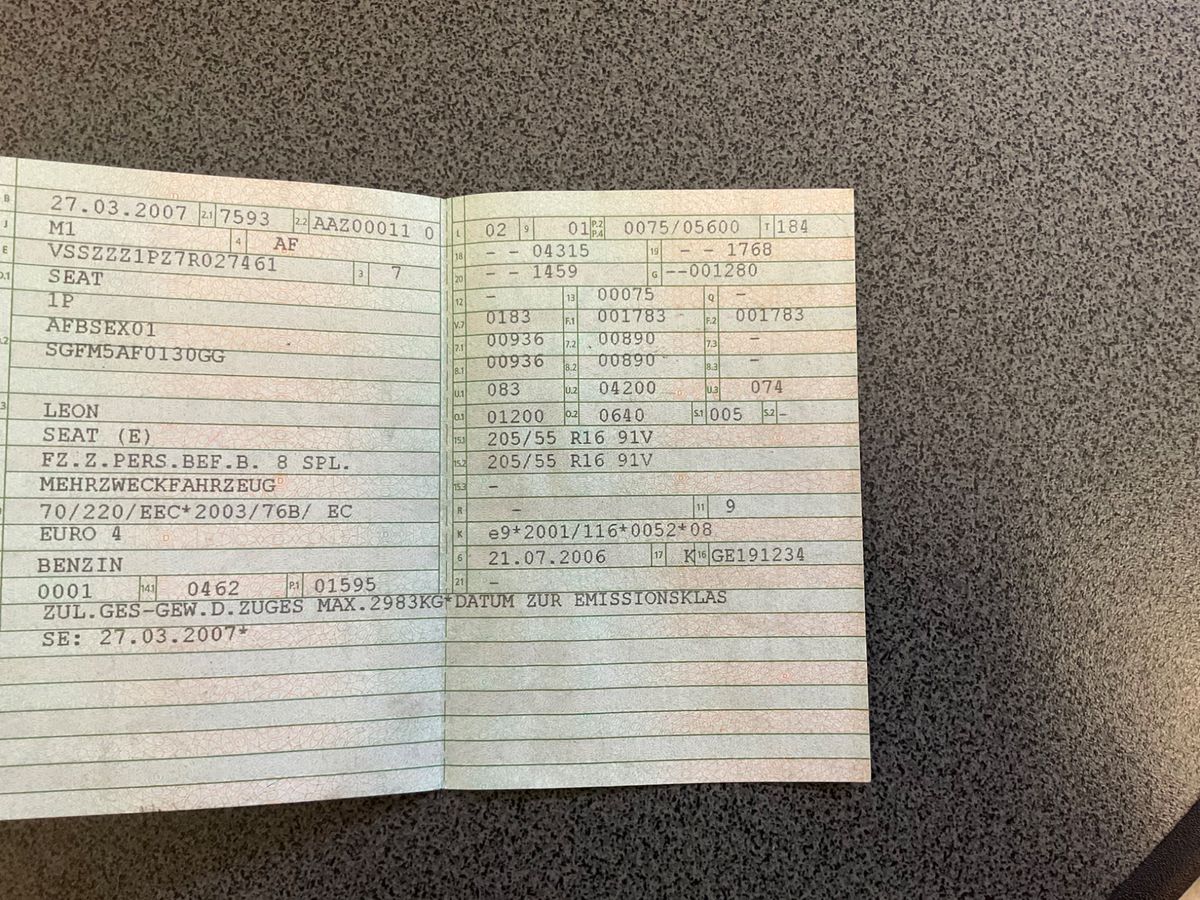 B 27.03.2007 2.1 7593 2.2 AAZ00011 0
J M1 4 AF
E VSSZZZ1PZ7R027461 3 7
D.1 SEAT
1P
AFBSEX01
SGFM5AF0130GG
LEON
SEAT (E)
FZ.Z.PERS.BEF.B. 8 SPL.
MEHRZWECKFAHRZEUG
70/220/EEC*2003/76B/ EC
EURO 4
BENZIN
0001 14.1 0462 P.1 01595
L 02 9 01 P.2 P.4 0075/05600 T 184
18 - - 04315 19 - - 1768
20 - - 1459 G --001280
12 - 13 00075 Q -
V.7 0183 F.1 001783 F.2 001783
7.1 00936 7.2 00890 7.3 -
8.1 00936 8.2 00890 8.3 -
U.1 083 U.2 04200 U.3 074
O.1 01200 O.2 0640 S.1 005 S.2 -
15.1 205/55 R16 91V
15.2 205/55 R16 91V
15.3 -
R - 11 9
K e9*2001/116*0052*08
6 21.07.2006 17 K 16 GE191234
21 -
ZUL.GES-GEW.D.ZUGES MAX.2983KG*DATUM ZUR EMISSIONSKLAS
SE: 27.03.2007*